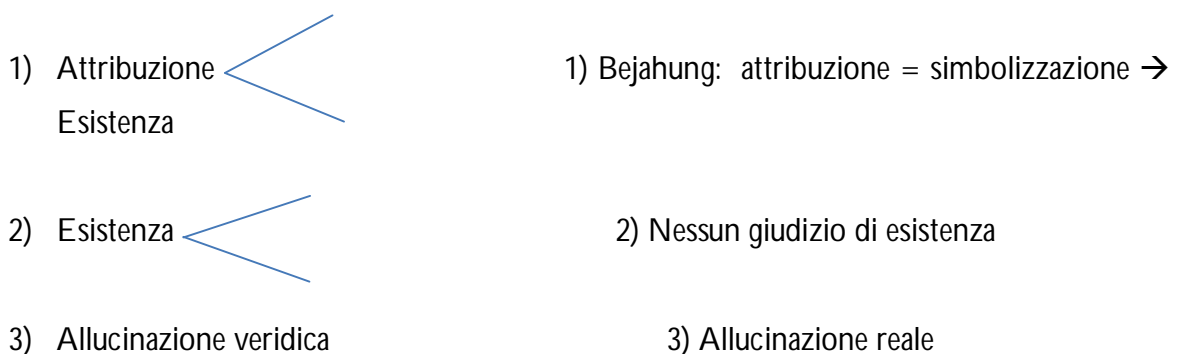 1) Attribuzione 1) Bejahung: attribuzione = simbolizzazione →
Esistenza
2) Esistenza 2) Nessun giudizio di esistenza
3) Allucinazione veridica 3) Allucinazione reale